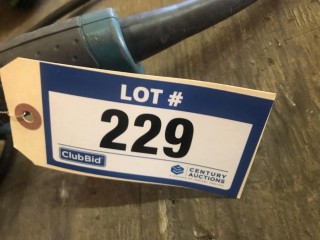 LOT #
229
ClubBid
CENTURY
AUCTIONS